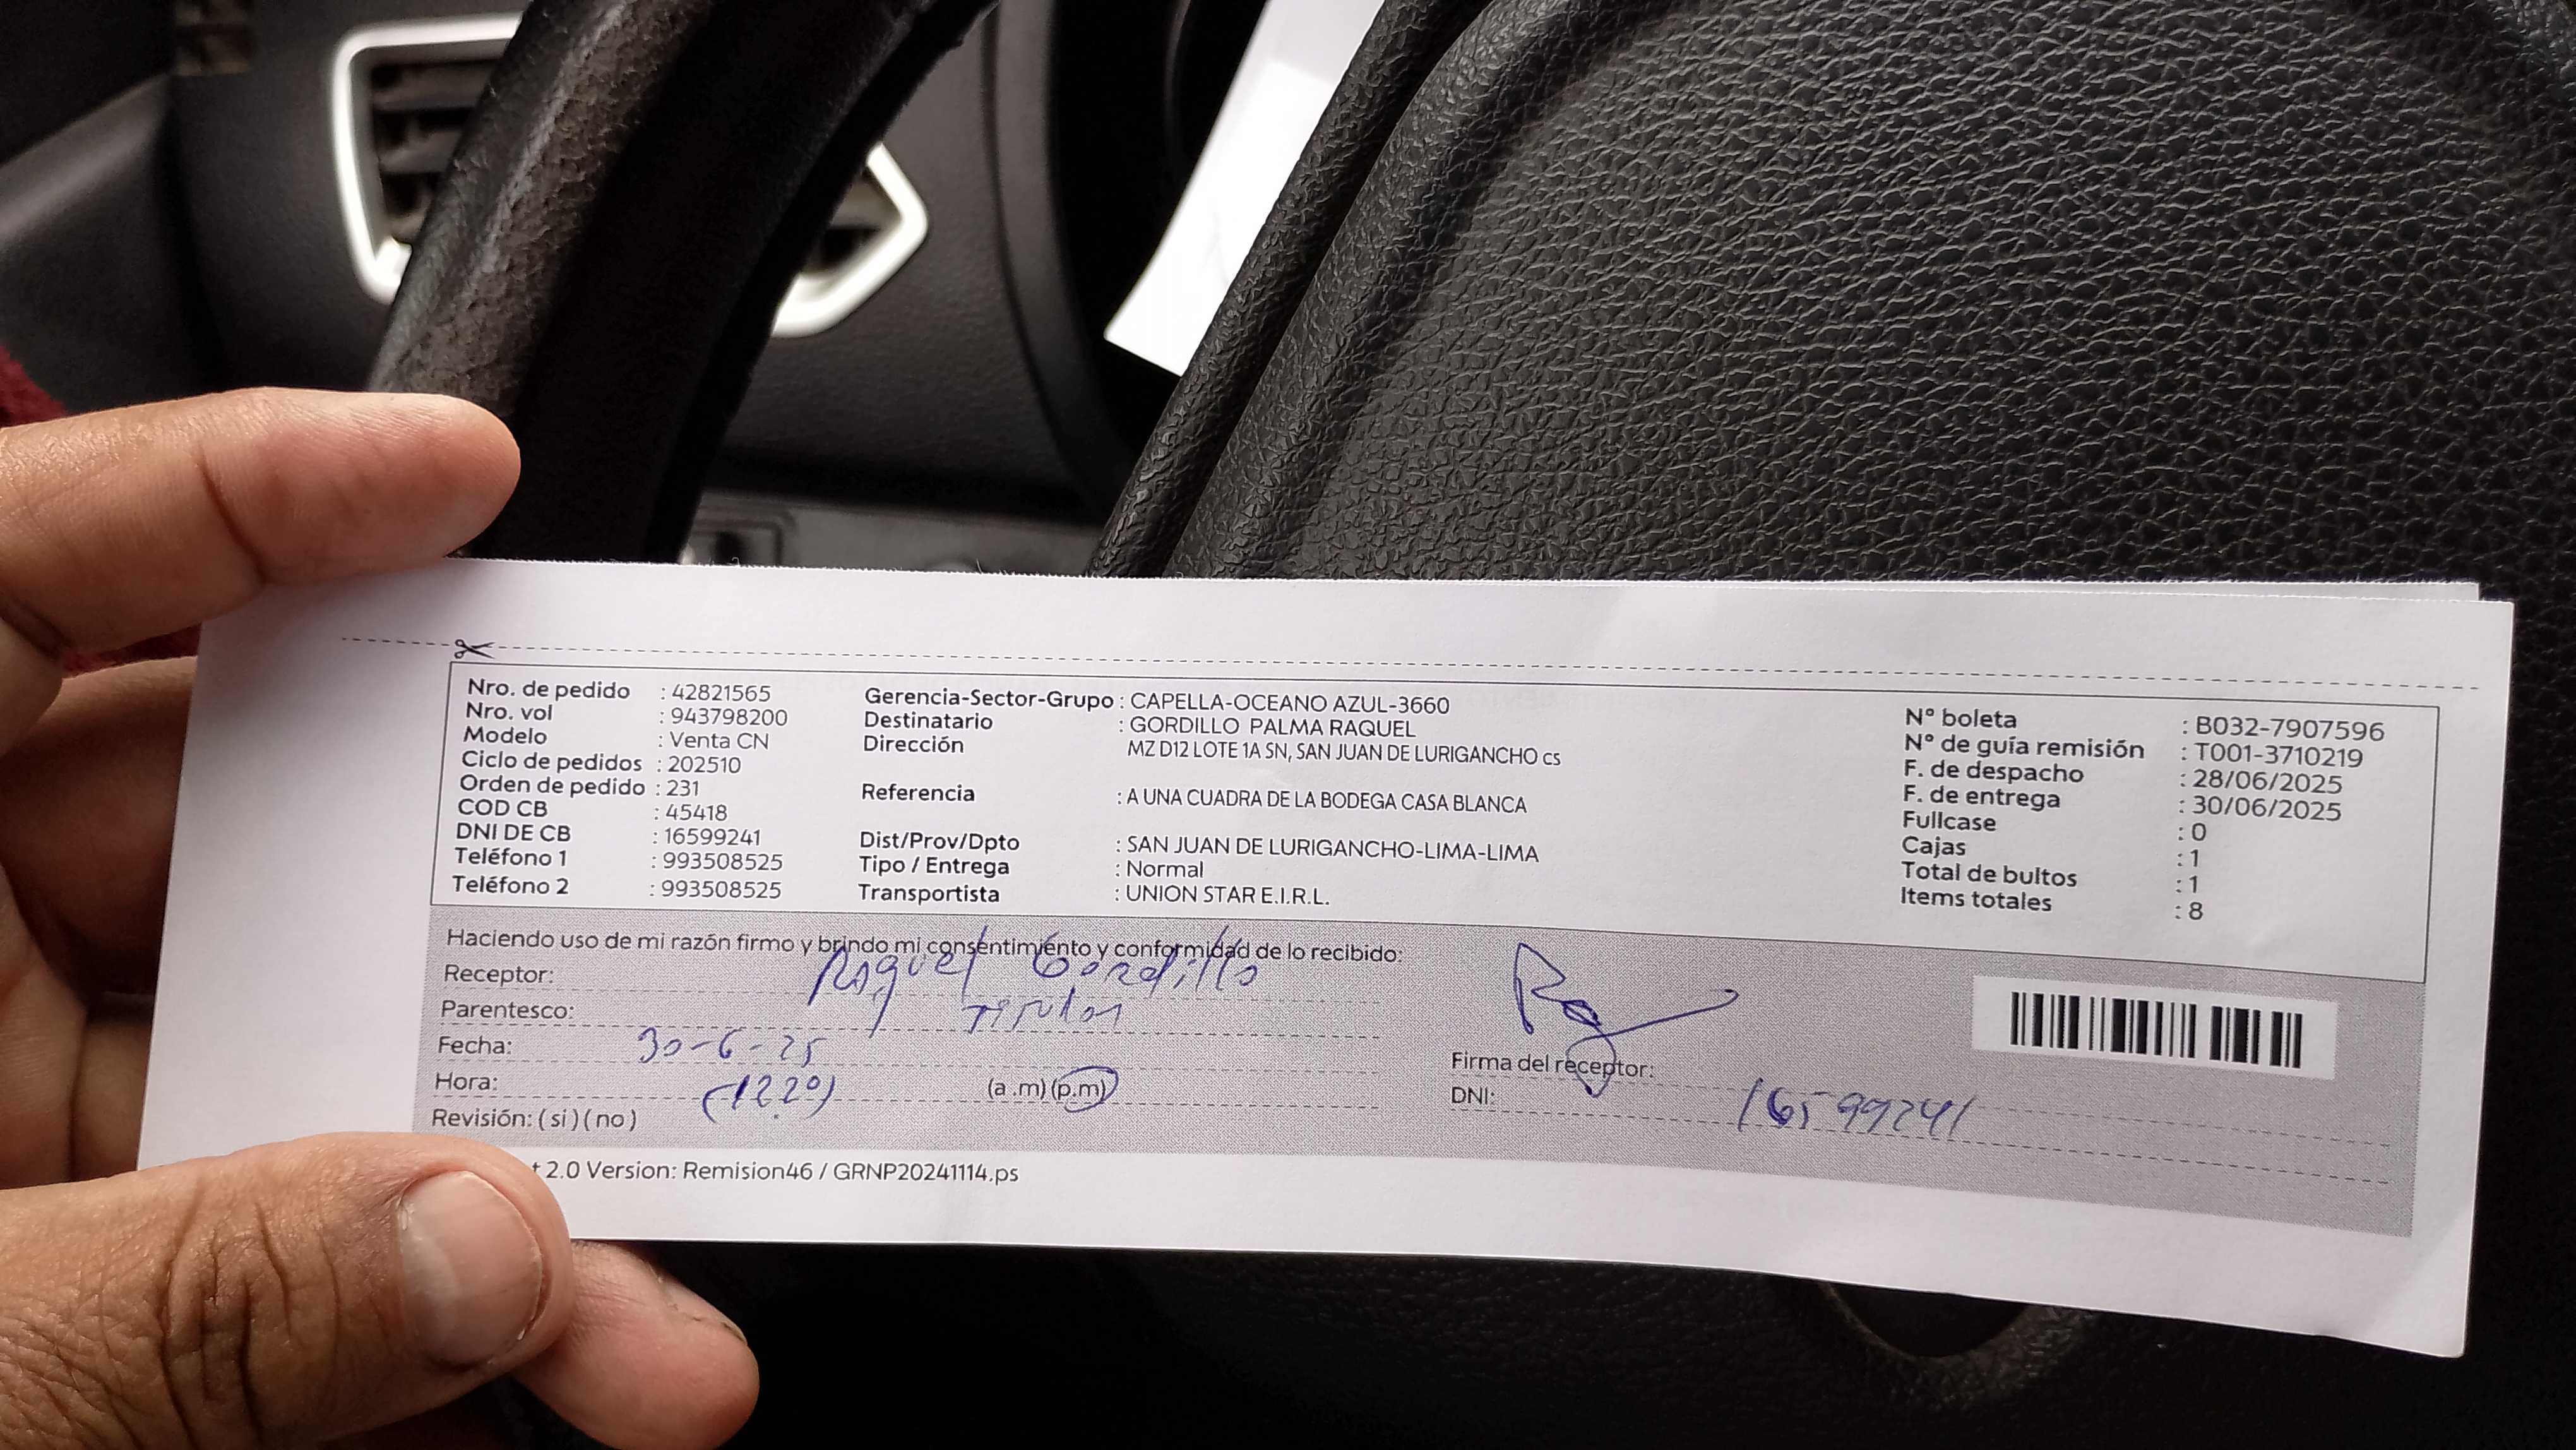 Nro. de pedido : 42821565
Nro. vol : 943798200
Modelo : Venta CN
Ciclo de pedidos : 202510
Orden de pedido : 231
COD CB : 45418
DNI DE CB : 16599241
Teléfono 1 : 993508525
Teléfono 2 : 993508525
Gerencia-Sector-Grupo : CAPELLA-OCEANO AZUL-3660
Destinatario : GORDILLO PALMA RAQUEL
Dirección MZ D12 LOTE 1A SN, SAN JUAN DE LURIGANCHO cs
Referencia : A UNA CUADRA DE LA BODEGA CASA BLANCA
Dist/Prov/Dpto : SAN JUAN DE LURIGANCHO-LIMA-LIMA
Tipo / Entrega : Normal
Transportista : UNION STAR E.I.R.L.
N° boleta : B032-7907596
N° de guía remisión : T001-3710219
F. de despacho : 28/06/2025
F. de entrega : 30/06/2025
Fullcase : 0
Cajas : 1
Total de bultos : 1
Items totales : 8
Haciendo uso de mi razón firmo y brindo mi consentimiento y conformidad de lo recibido:
Receptor: Raquel Gordillo
Parentesco: Titular
Fecha: 30-6-25
Hora: (12.20) (a .m) (p.m)
Revisión: ( si ) ( no )
Firma del receptor:
DNI: 16599241
t 2.0 Version: Remision46 / GRNP20241114.ps